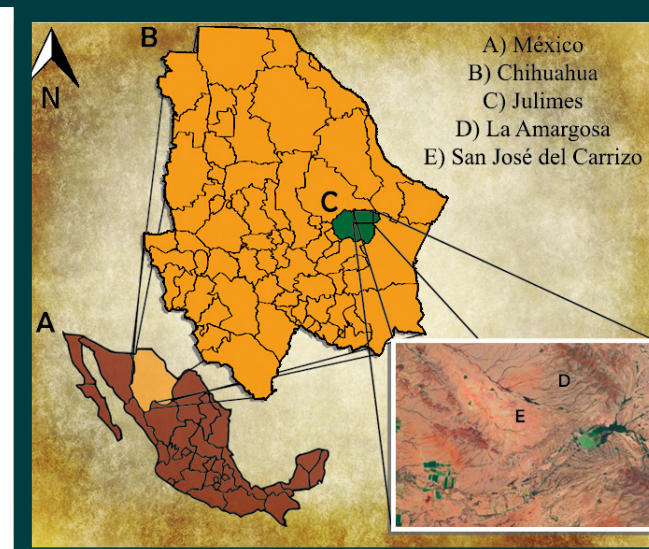 B
N
A) México
B) Chihuahua
C) Julimes
D) La Amargosa
E) San José del Carrizo
C
A
D
E